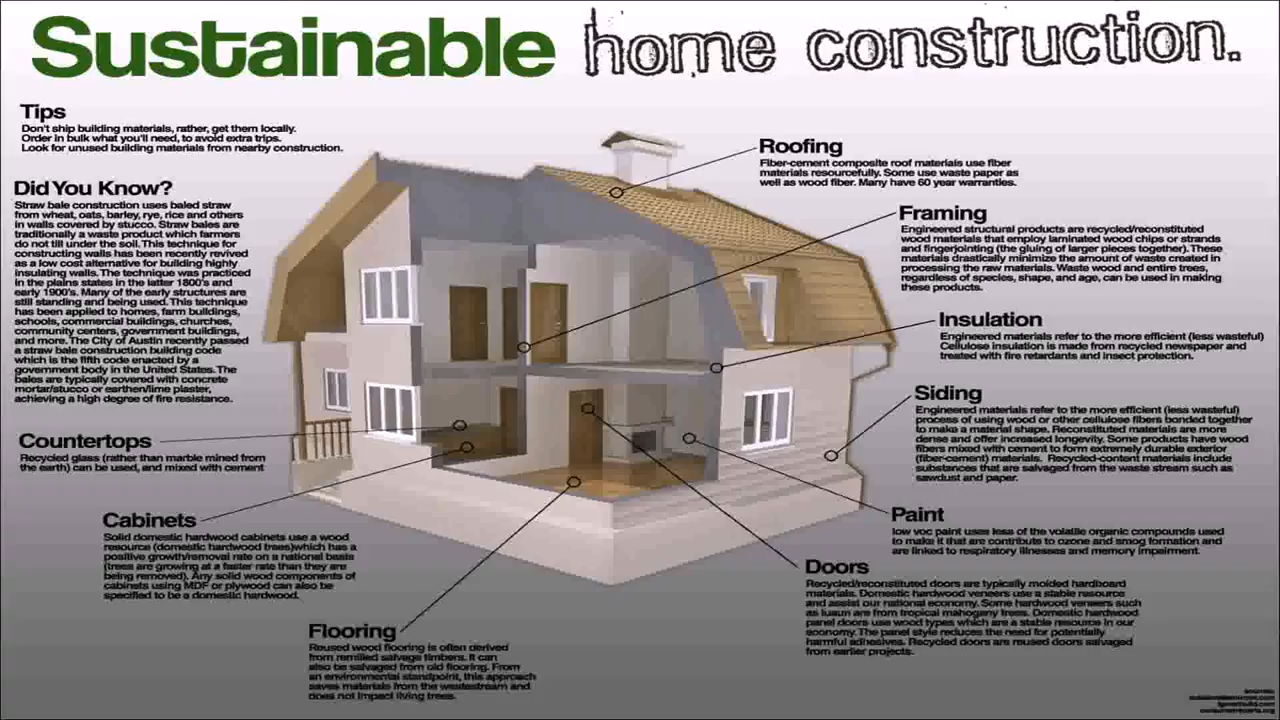 Sustainable home construction.
Tips
Don't ship building materials, rather, get them locally.
Order in bulk what you'll need, to avoid extra trips.
Look for unused building materials from nearby construction.
Did You Know?
Straw bale construction uses baled straw
from wheat, oats, barley, rye, rice and others
in walls covered by stucco. Straw bales are
traditionally a waste product which farmers
do not till under the soil. This technique for
constructing walls has been recently revived
as a low cost alternative for building highly
insulating walls. The technique was practiced
in the plains states in the latter 1800's and
early 1900's. Many of the early structures are
still standing and being used. This technique
has been applied to homes, farm buildings,
schools, commercial buildings, churches,
community centers, government buildings,
and more. The City of Austin recently passed
a straw bale construction building code
which is the fifth code enacted by a
government body in the United States. The
bales are typically covered with concrete
mortar/stucco or earthen/lime plaster,
achieving a high degree of fire resistance.
Countertops
Recycled glass (rather than marble mined from
the earth) can be used, and mixed with cement
Cabinets
Solid domestic hardwood cabinets use a wood
resource (domestic hardwood trees)which has a
positive growth/removal rate on a national basis
(trees are growing at a faster rate than they are
being removed). Any solid wood components of
cabinets using MDF or plywood can also be
specified to be a domestic hardwood.
Flooring
Reused wood flooring is often derived
from remilled salvage timbers. It can
also be salvaged from old flooring. From
an environmental standpoint, this approach
saves materials from the wastestream and
does not impact living trees.
Roofing
Fiber-cement composite roof materials use fiber
materials resourcefully. Some use waste paper as
well as wood fiber. Many have 60 year warranties.
Framing
Engineered structural products are recycled/reconstituted
wood materials that employ laminated wood chips or strands
and fingerjointing (the gluing of larger pieces together). These
materials drastically minimize the amount of waste created in
processing the raw materials. Waste wood and entire trees,
regardless of species, shape, and age, can be used in making
these products.
Insulation
Engineered materials refer to the more efficient (less wasteful)
Cellulose insulation is made from recycled newspaper and
treated with fire retardants and insect protection.
Siding
Engineered materials refer to the more efficient (less wasteful)
process of using wood or other cellulose fibers bonded together
to make a material shape. Reconstituted materials are more
dense and offer increased longevity. Some products have wood
fibers mixed with cement to form extremely durable exterior
(fiber-cement) materials. Recycled-content materials include
substances that are salvaged from the waste stream such as
sawdust and paper.
Paint
low voc paint uses less of the volatile organic compounds used
to make it that are contribute to ozone and smog formation and
are linked to respiratory illnesses and memory impairment.
Doors
Recycled/reconstituted doors are typically molded hardboard
materials. Domestic hardwood veneers use a stable resource
and assist our national economy. Some hardwood veneers such
as luaun are from tropical mahogany trees. Domestic hardwood
panel doors use wood types which are a stable resource in our
economy. The panel style reduces the need for potentially
harmful adhesives. Recycled doors are reused doors salvaged
from earlier projects.